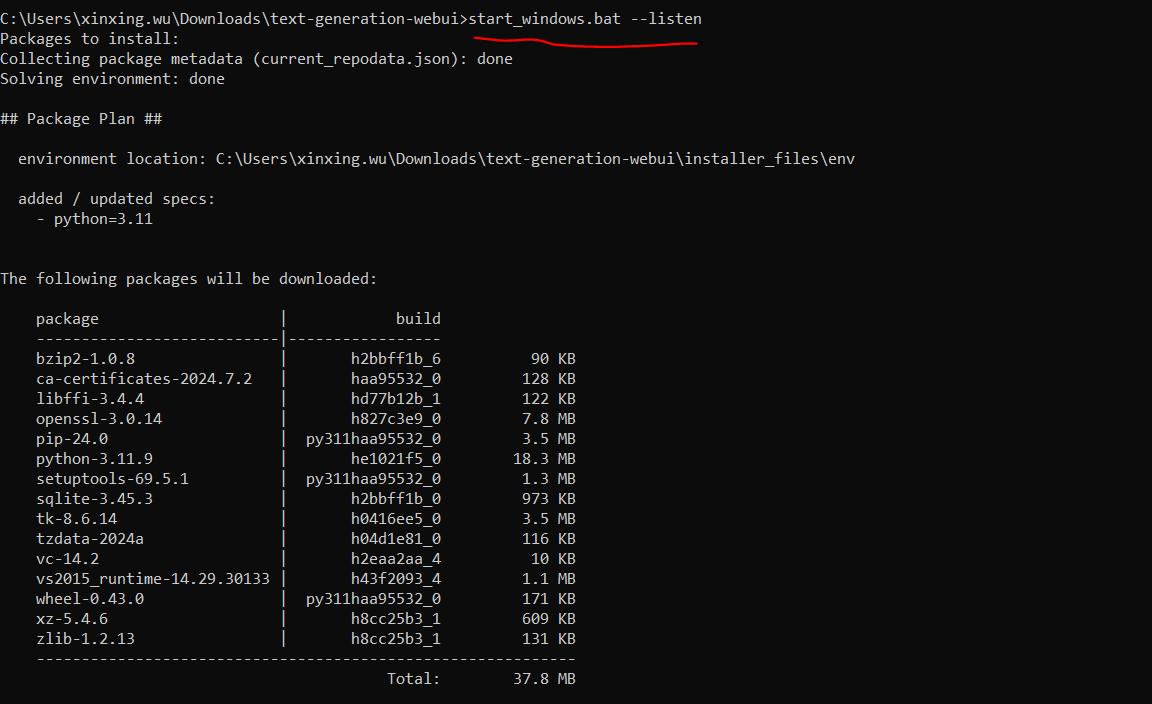 C:\Users\xinxing.wu\Downloads\text-generation-webui>start_windows.bat --listen
Packages to install:
Collecting package metadata (current_repodata.json): done
Solving environment: done
## Package Plan ##
environment location: C:\Users\xinxing.wu\Downloads\text-generation-webui\installer_files\env
added / updated specs:
- python=3.11
The following packages will be downloaded:
package | build
---------------------------|-----------------
bzip2-1.0.8 | h2bbff1b_6 90 KB
ca-certificates-2024.7.2 | haa95532_0 128 KB
libffi-3.4.4 | hd77b12b_1 122 KB
openssl-3.0.14 | h827c3e9_0 7.8 MB
pip-24.0 | py311haa95532_0 3.5 MB
python-3.11.9 | he1021f5_0 18.3 MB
setuptools-69.5.1 | py311haa95532_0 1.3 MB
sqlite-3.45.3 | h2bbff1b_0 973 KB
tk-8.6.14 | h0416ee5_0 3.5 MB
tzdata-2024a | h04d1e81_0 116 KB
vc-14.2 | h2eaa2aa_4 10 KB
vs2015_runtime-14.29.30133 | h43f2093_4 1.1 MB
wheel-0.43.0 | py311haa95532_0 171 KB
xz-5.4.6 | h8cc25b3_1 609 KB
zlib-1.2.13 | h8cc25b3_1 131 KB
------------------------------------------------------------
Total: 37.8 MB